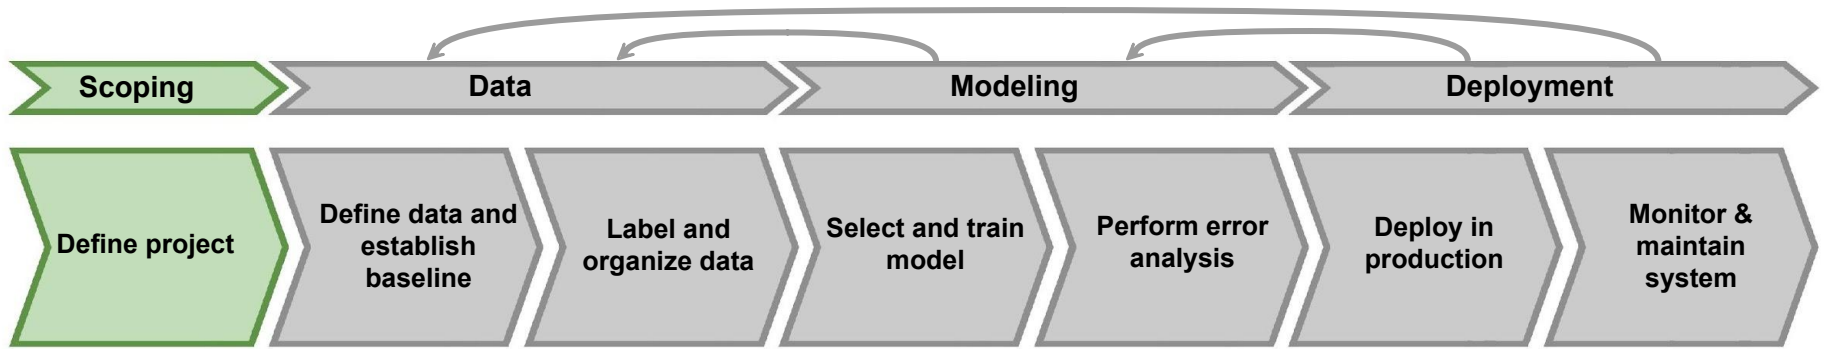 Scoping
Data
Modeling
Deployment
Define project
Define data and
establish
baseline
Label and
organize data
Select and train
model
Perform error
analysis
Deploy in
production
Monitor &
maintain
system